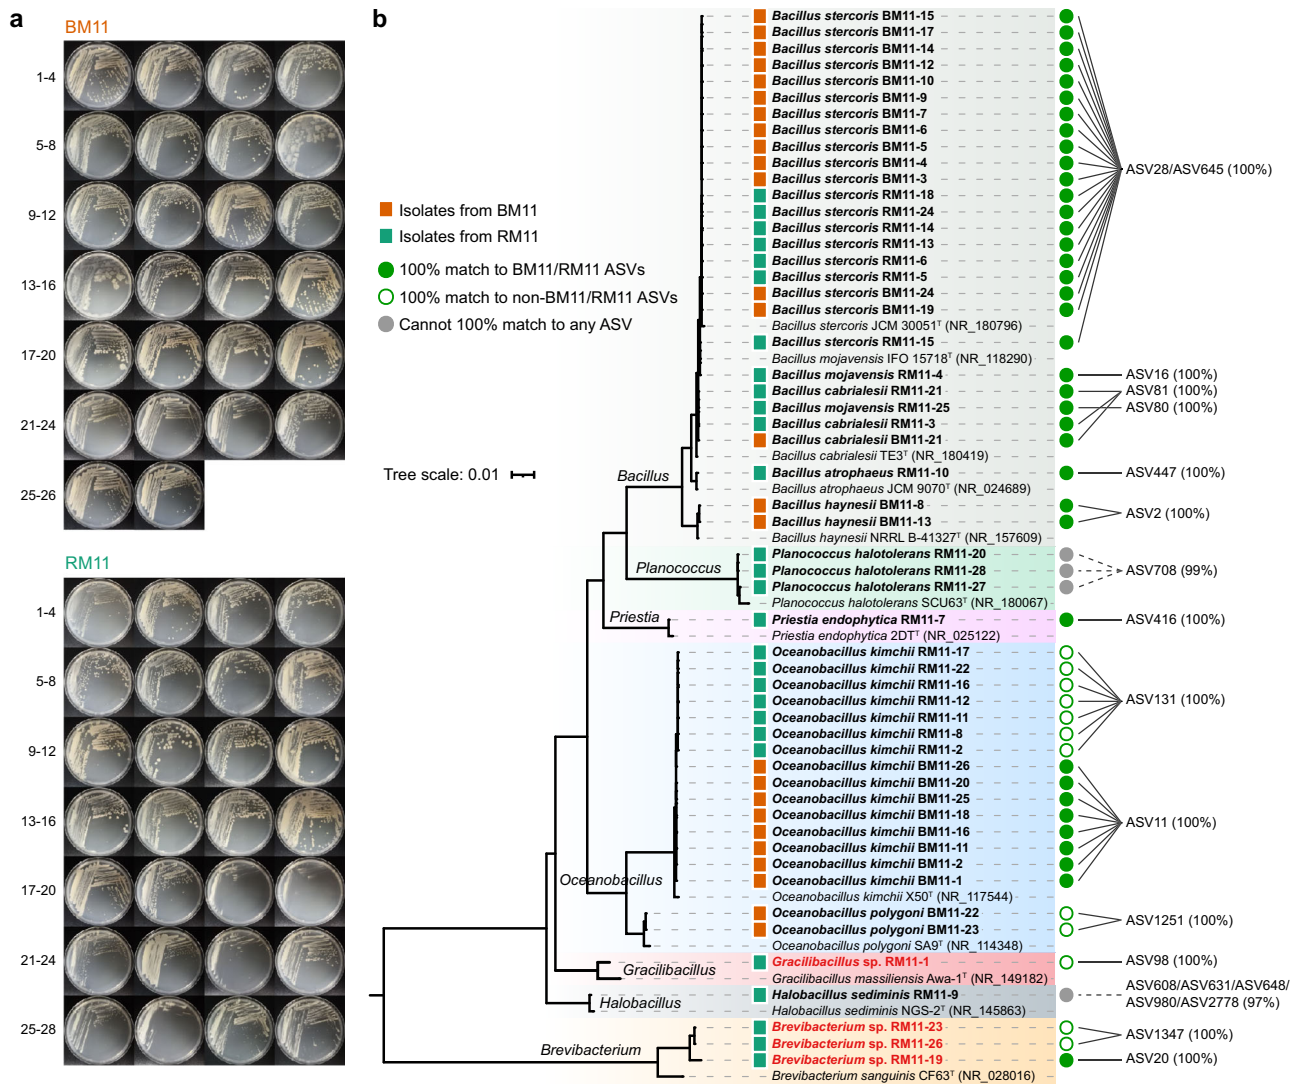 a
BM11
1-4
5-8
9-12
13-16
17-20
21-24
25-26
RM11
1-4
5-8
9-12
13-16
17-20
21-24
25-28
b
Isolates from BM11
Isolates from RM11
100% match to BM11/RM11 ASVs
100% match to non-BM11/RM11 ASVs
Cannot 100% match to any ASV
Tree scale: 0.01
Bacillus
Planococcus
Priestia
Oceanobacillus
Gracilibacillus
Halobacillus
Brevibacterium
Bacillus stercoris BM11-15
Bacillus stercoris BM11-17
Bacillus stercoris BM11-14
Bacillus stercoris BM11-12
Bacillus stercoris BM11-10
Bacillus stercoris BM11-9
Bacillus stercoris BM11-7
Bacillus stercoris BM11-6
Bacillus stercoris BM11-5
Bacillus stercoris BM11-4
Bacillus stercoris BM11-3
Bacillus stercoris RM11-18
Bacillus stercoris RM11-24
Bacillus stercoris RM11-14
Bacillus stercoris RM11-13
Bacillus stercoris RM11-6
Bacillus stercoris RM11-5
Bacillus stercoris BM11-24
Bacillus stercoris BM11-19
Bacillus stercoris JCM 30051ᵀ (NR_180796)
Bacillus stercoris RM11-15
Bacillus mojavensis IFO 15718ᵀ (NR_118290)
Bacillus mojavensis RM11-4
Bacillus cabrialesii RM11-21
Bacillus mojavensis RM11-25
Bacillus cabrialesii RM11-3
Bacillus cabrialesii BM11-21
Bacillus cabrialesii TE3ᵀ (NR_180419)
Bacillus atrophaeus RM11-10
Bacillus atrophaeus JCM 9070ᵀ (NR_024689)
Bacillus haynesii BM11-8
Bacillus haynesii BM11-13
Bacillus haynesii NRRL B-41327ᵀ (NR_157609)
Planococcus halotolerans RM11-20
Planococcus halotolerans RM11-28
Planococcus halotolerans RM11-27
Planococcus halotolerans SCU63ᵀ (NR_180067)
Priestia endophytica RM11-7
Priestia endophytica 2DTᵀ (NR_025122)
Oceanobacillus kimchii RM11-17
Oceanobacillus kimchii RM11-22
Oceanobacillus kimchii RM11-16
Oceanobacillus kimchii RM11-12
Oceanobacillus kimchii RM11-11
Oceanobacillus kimchii RM11-8
Oceanobacillus kimchii RM11-2
Oceanobacillus kimchii BM11-26
Oceanobacillus kimchii BM11-20
Oceanobacillus kimchii BM11-25
Oceanobacillus kimchii BM11-18
Oceanobacillus kimchii BM11-16
Oceanobacillus kimchii BM11-11
Oceanobacillus kimchii BM11-2
Oceanobacillus kimchii BM11-1
Oceanobacillus kimchii X50ᵀ (NR_117544)
Oceanobacillus polygoni BM11-22
Oceanobacillus polygoni BM11-23
Oceanobacillus polygoni SA9ᵀ (NR_114348)
Gracilibacillus sp. RM11-1
Gracilibacillus massiliensis Awa-1ᵀ (NR_149182)
Halobacillus sediminis RM11-9
Halobacillus sediminis NGS-2ᵀ (NR_145863)
Brevibacterium sp. RM11-23
Brevibacterium sp. RM11-26
Brevibacterium sp. RM11-19
Brevibacterium sanguinis CF63ᵀ (NR_028016)
ASV28/ASV645 (100%)
ASV16 (100%)
ASV81 (100%)
ASV80 (100%)
ASV447 (100%)
ASV2 (100%)
ASV708 (99%)
ASV416 (100%)
ASV131 (100%)
ASV11 (100%)
ASV1251 (100%)
ASV98 (100%)
ASV608/ASV631/ASV648/
ASV980/ASV2778 (97%)
ASV1347 (100%)
ASV20 (100%)